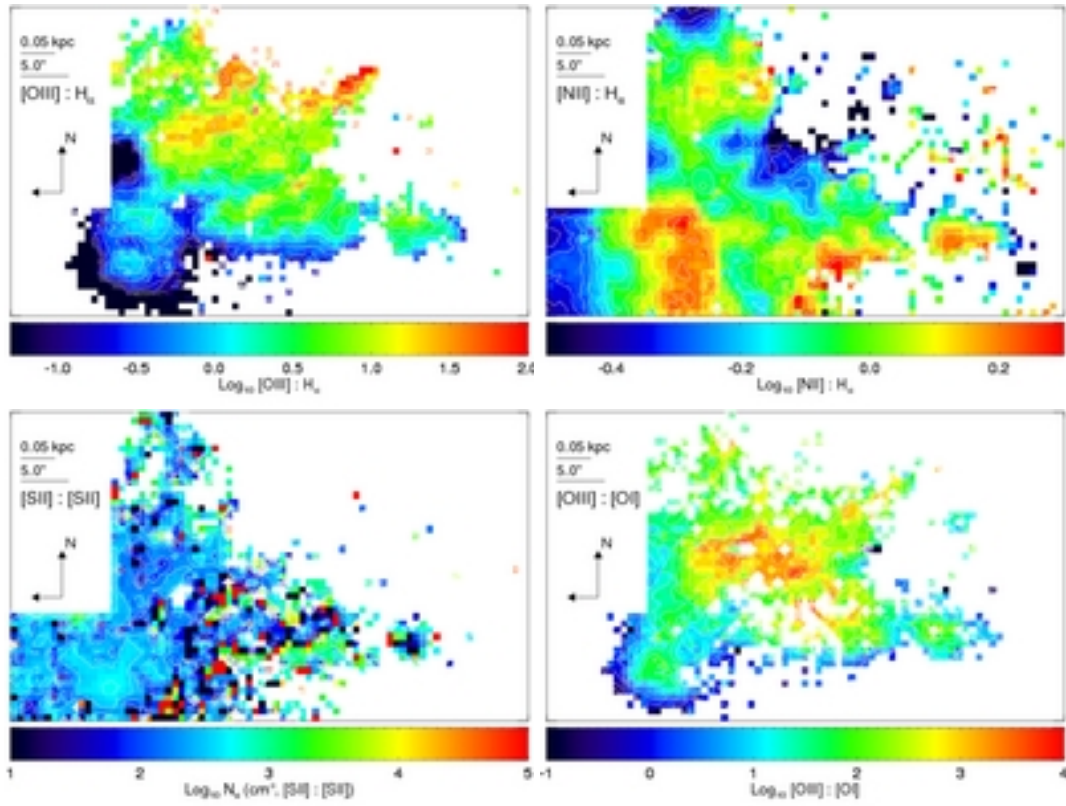 0.05 kpc
5.0"
[OIII] : Hα
N
-1.0 -0.5 0.0 0.5 1.0 1.5 2.0
Log₁₀ [OIII] : Hα
0.05 kpc
5.0"
[NII] : Hα
N
-0.4 -0.2 0.0 0.2
Log₁₀ [NII] : Hα
0.05 kpc
5.0"
[SII] : [SII]
N
1 2 3 4 5
Log₁₀ Nₑ (cm⁻, [SII] : [SII])
0.05 kpc
5.0"
[OIII] : [OI]
N
-1 0 1 2 3 4
Log₁₀ [OIII] : [OI]